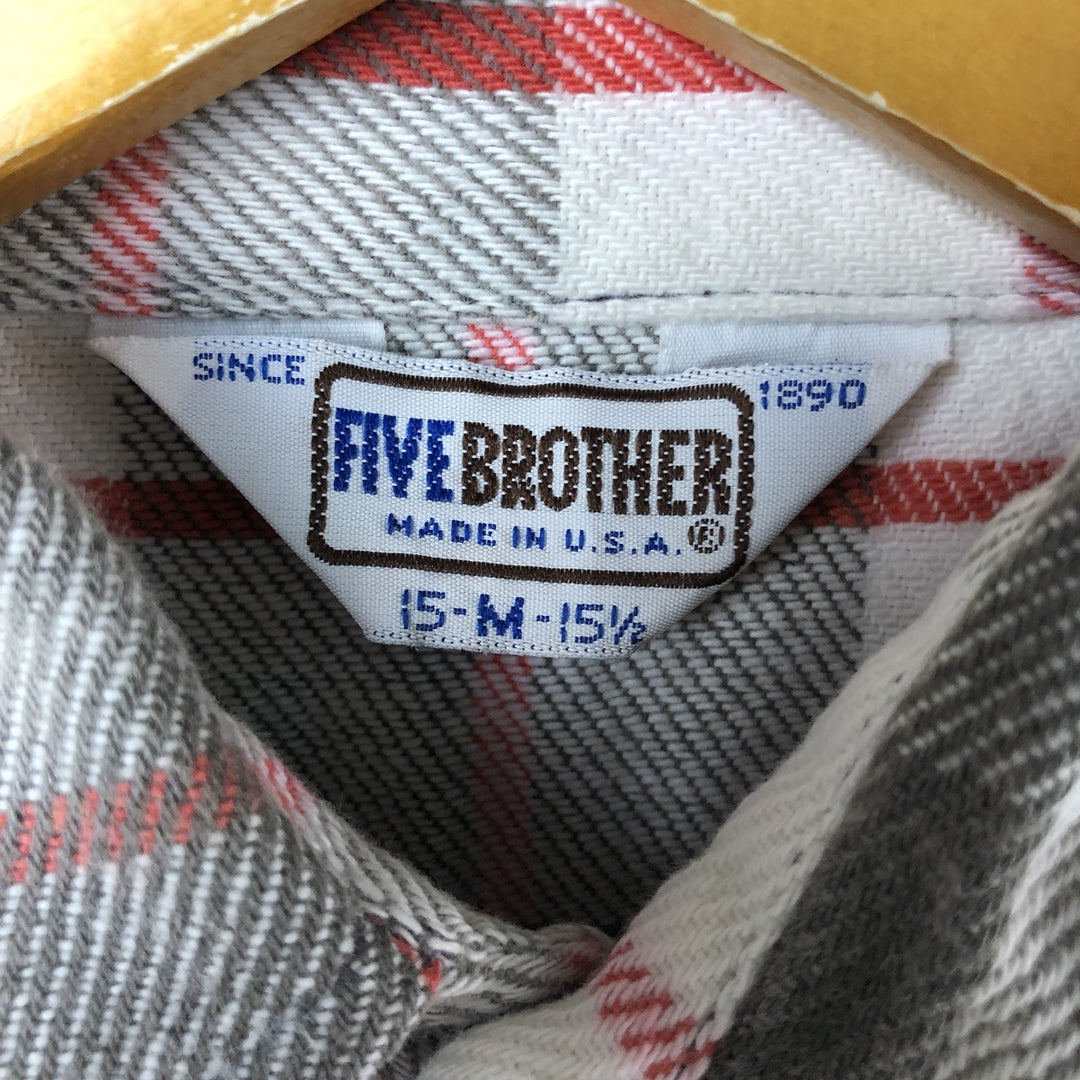 SINCE 1890
FIVE BROTHER
MADE IN U.S.A. ®
15-M-15½